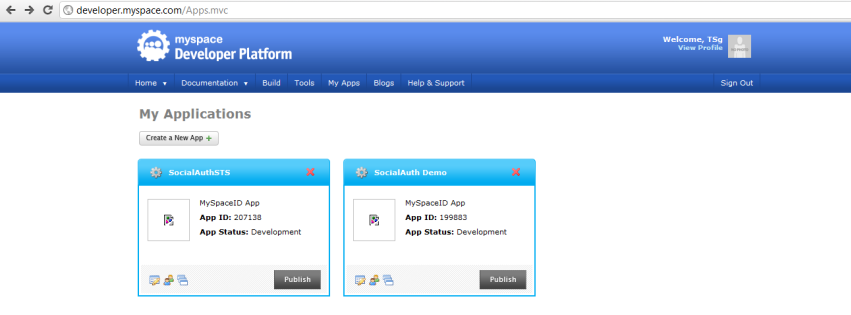 developer.myspace.com/Apps.mvc
myspace
Developer Platform
Welcome, TSg
View Profile
Home Documentation Build Tools My Apps Blogs Help & Support Sign Out
My Applications
Create a New App +
SocialAuthSTS
MySpaceID App
App ID: 207138
App Status: Development
Publish
SocialAuth Demo
MySpaceID App
App ID: 199883
App Status: Development
Publish